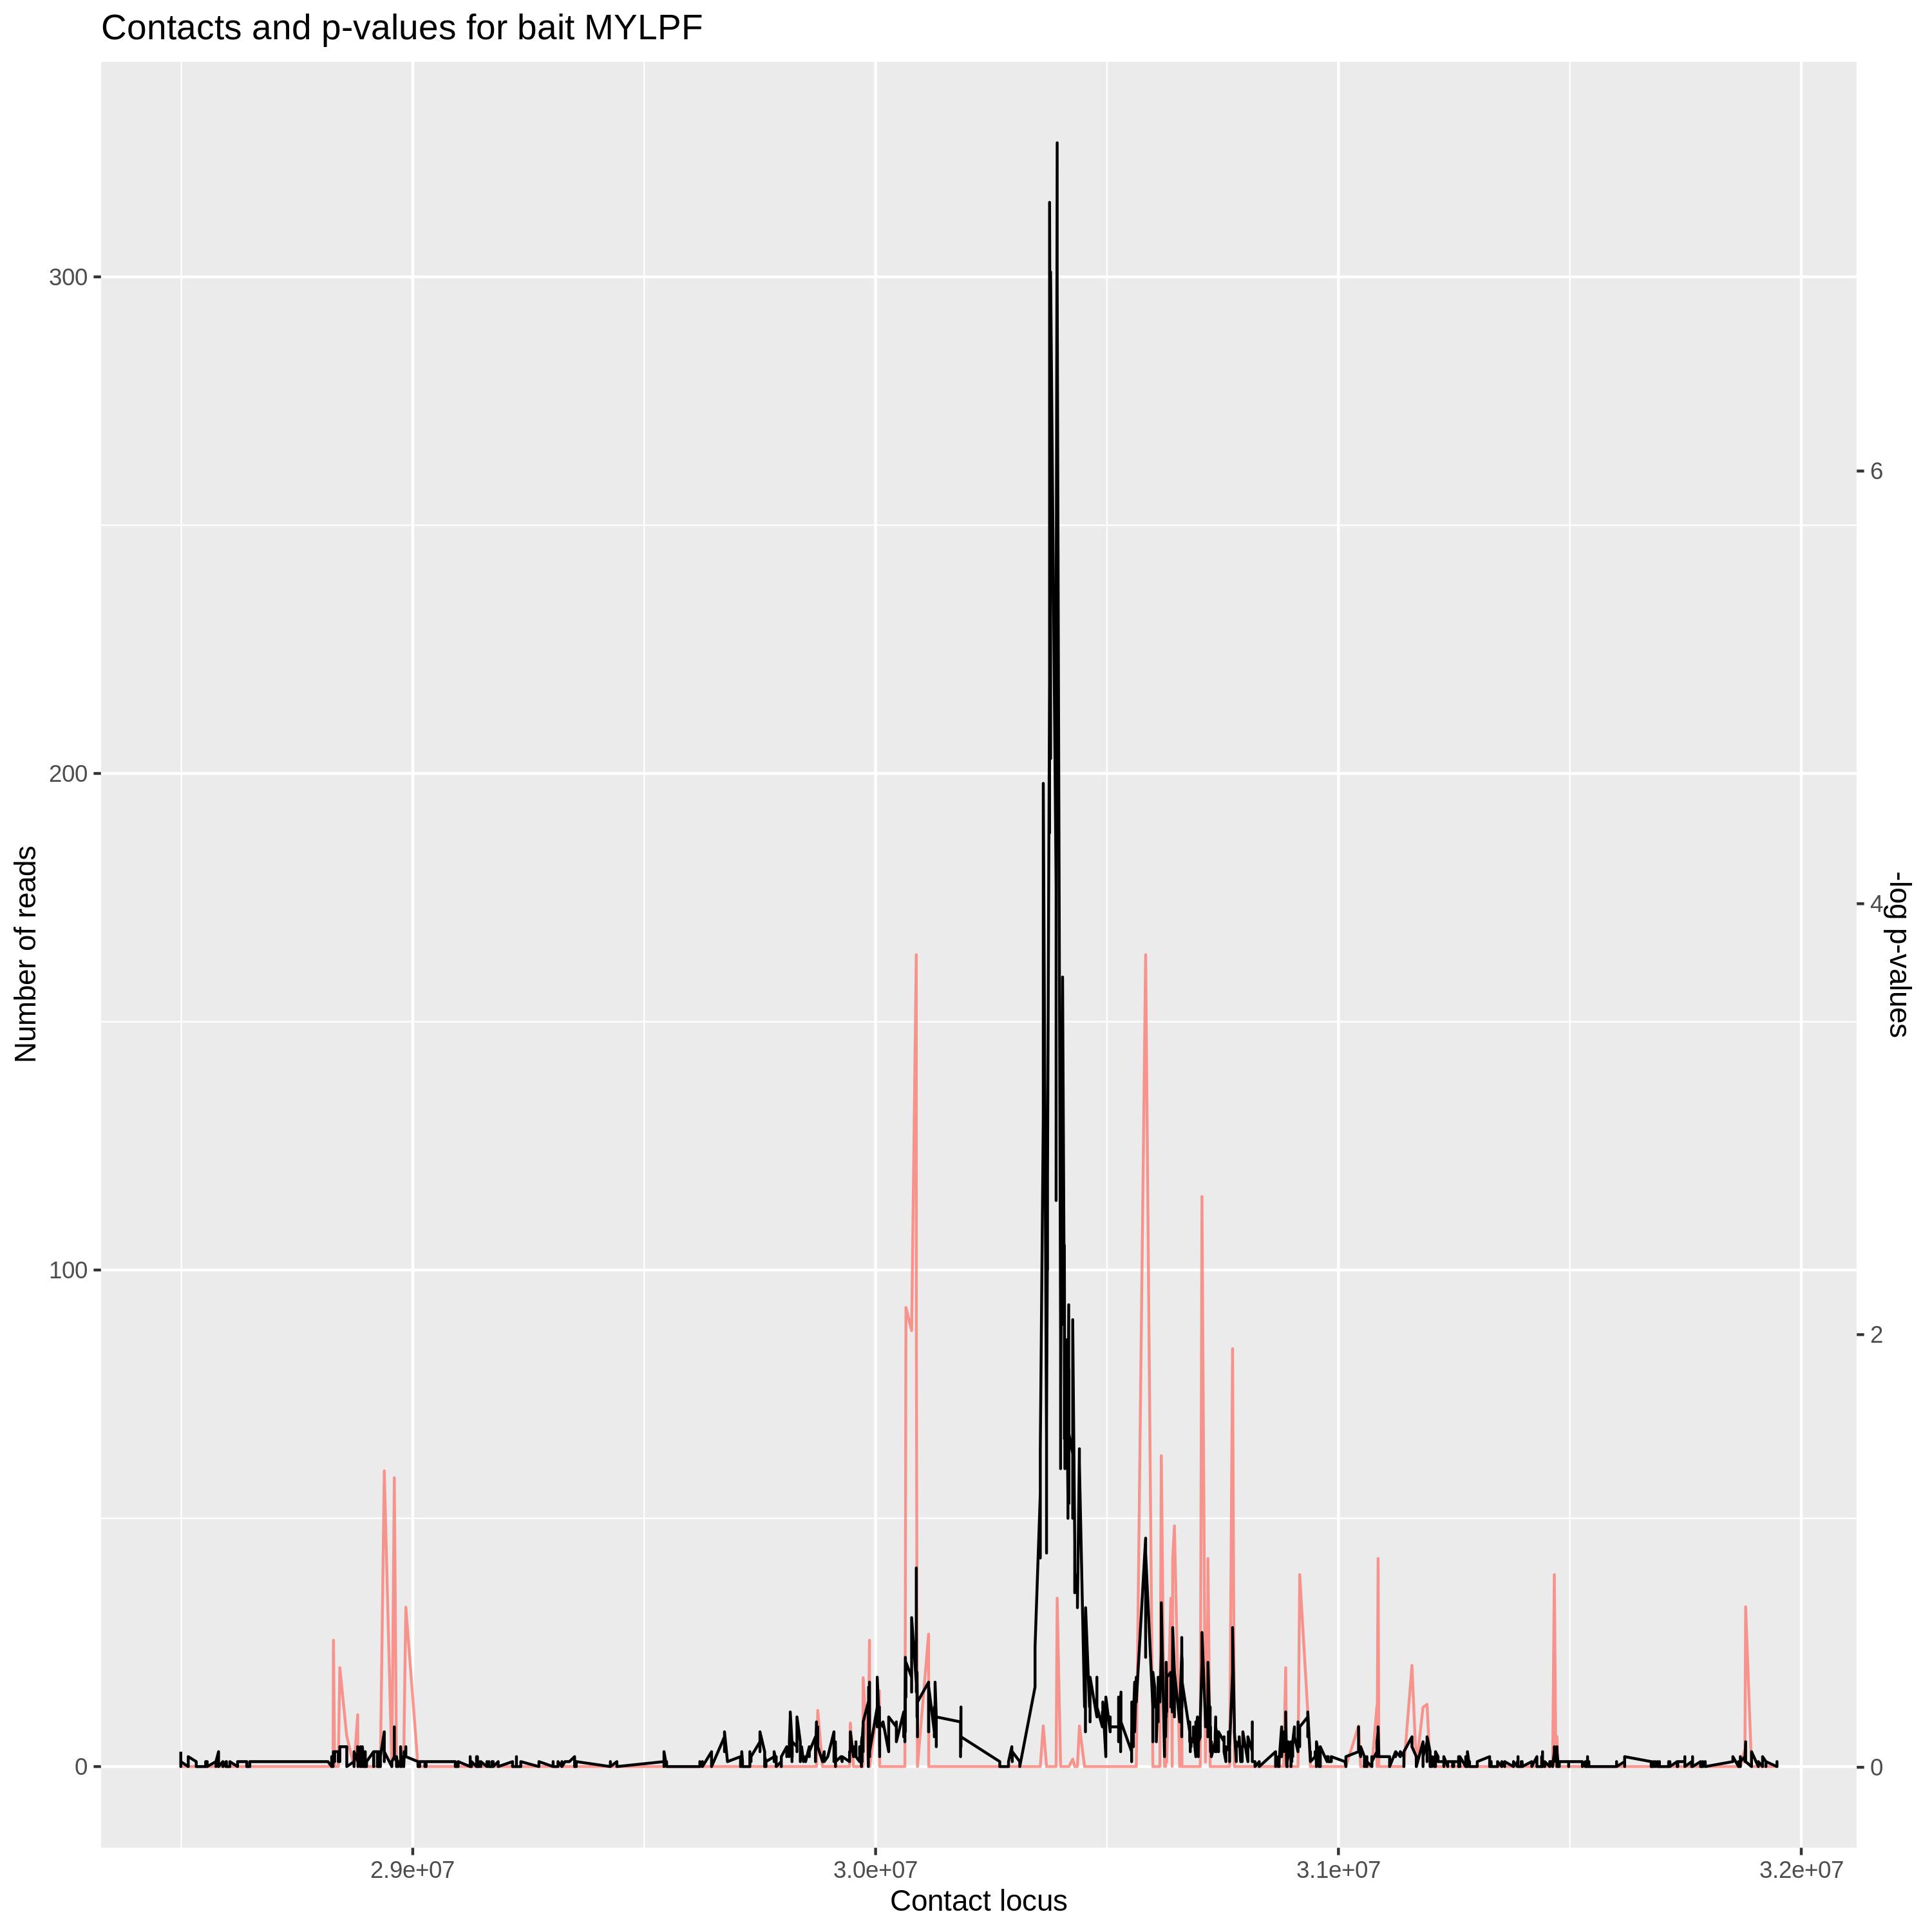 Contacts and p-values for bait MYLPF
300
200
100
0
Number of reads
6
4
2
0
-log p-values
2.9e+07
3.0e+07
3.1e+07
3.2e+07
Contact locus